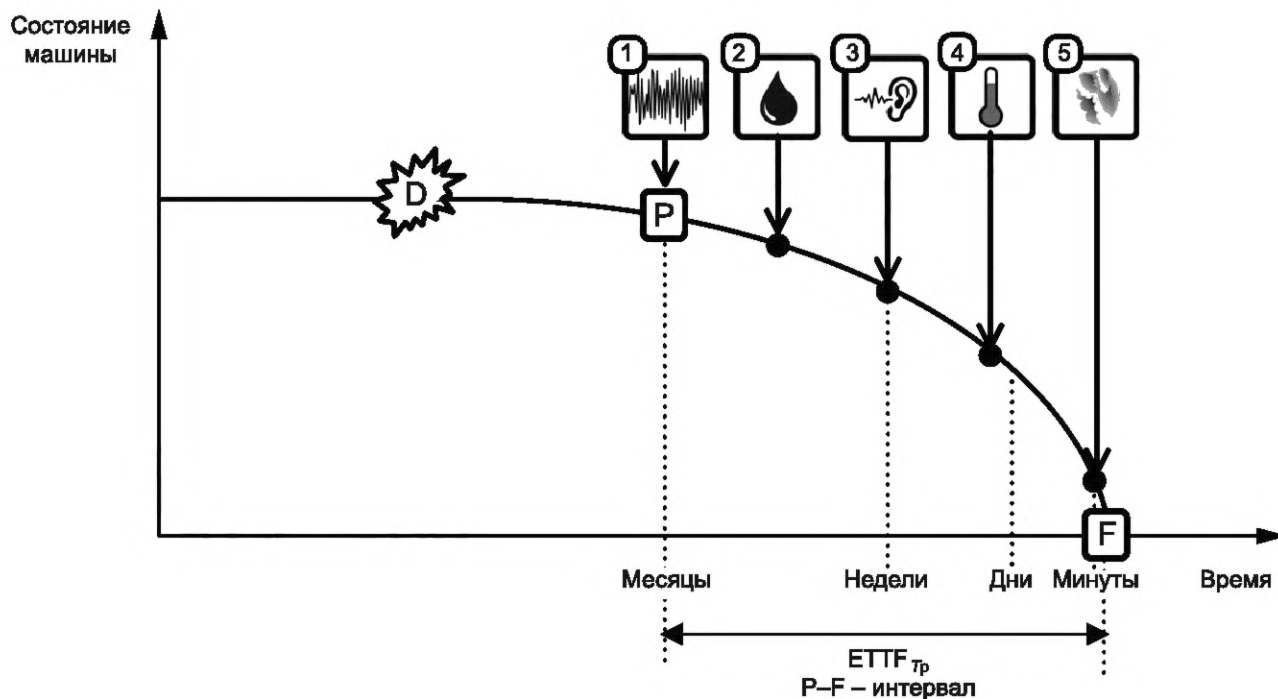 Состояние
машины
1
2
3
4
5
D
P
F
Месяцы
Недели
Дни
Минуты
Время
ETTF Tp
P–F – интервал